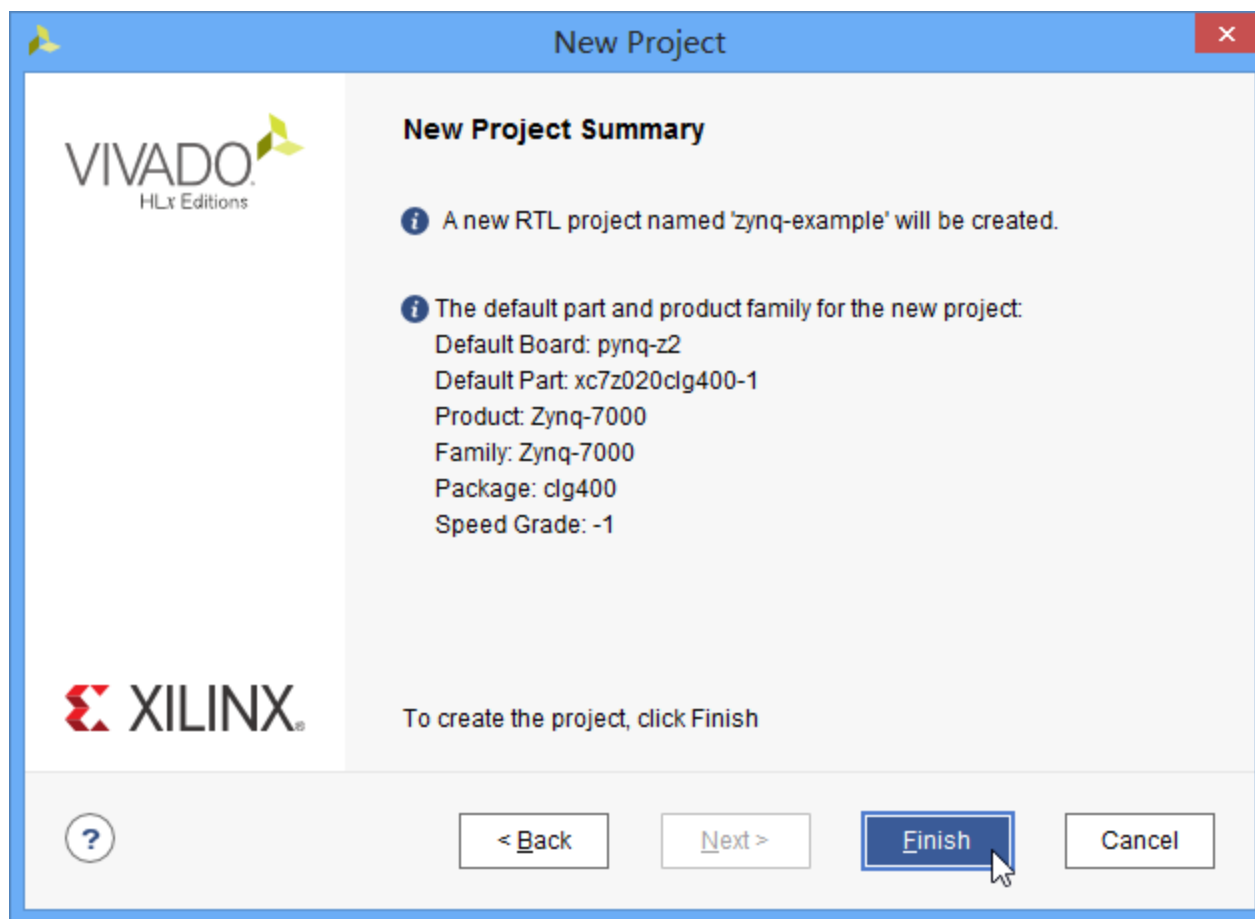 New Project
VIVADO.
HLx Editions
New Project Summary
A new RTL project named 'zynq-example' will be created.
The default part and product family for the new project:
Default Board: pynq-z2
Default Part: xc7z020clg400-1
Product: Zynq-7000
Family: Zynq-7000
Package: clg400
Speed Grade: -1
XILINX®
To create the project, click Finish
?
< Back
Next >
Finish
Cancel